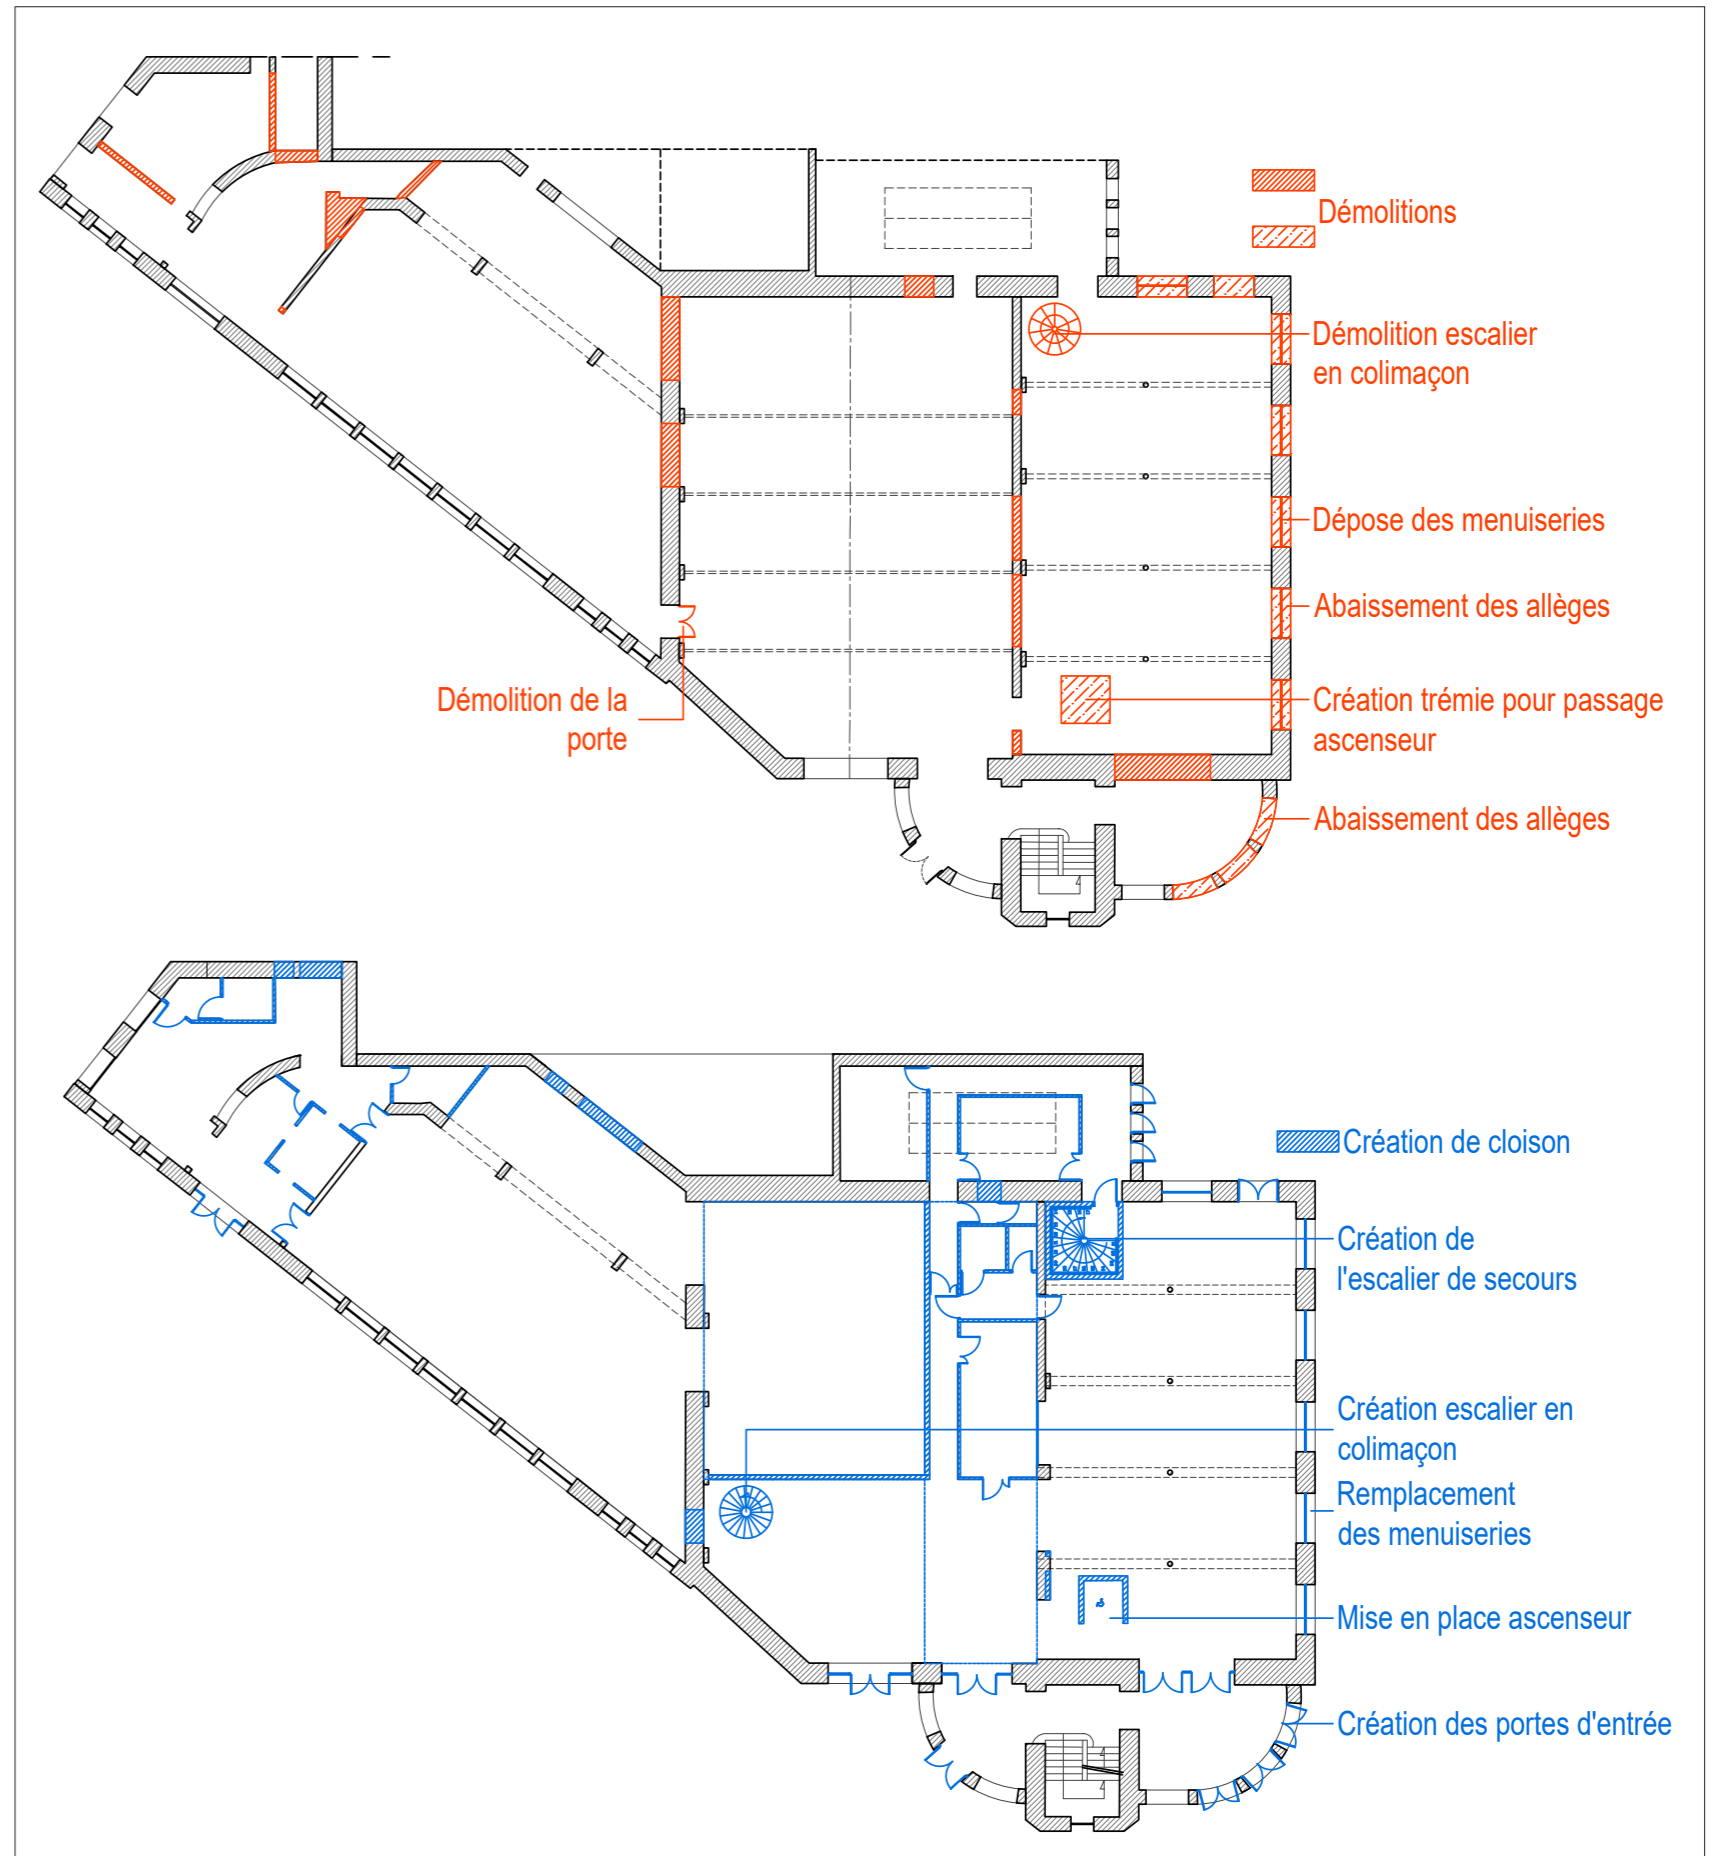 Démolitions
Démolition escalier
en colimaçon
Dépose des menuiseries
Abaissement des allèges
Démolition de la
porte
Création trémie pour passage
ascenseur
Abaissement des allèges
Création de cloison
Création de
l'escalier de secours
Création escalier en
colimaçon
Remplacement
des menuiseries
Mise en place ascenseur
Création des portes d'entrée